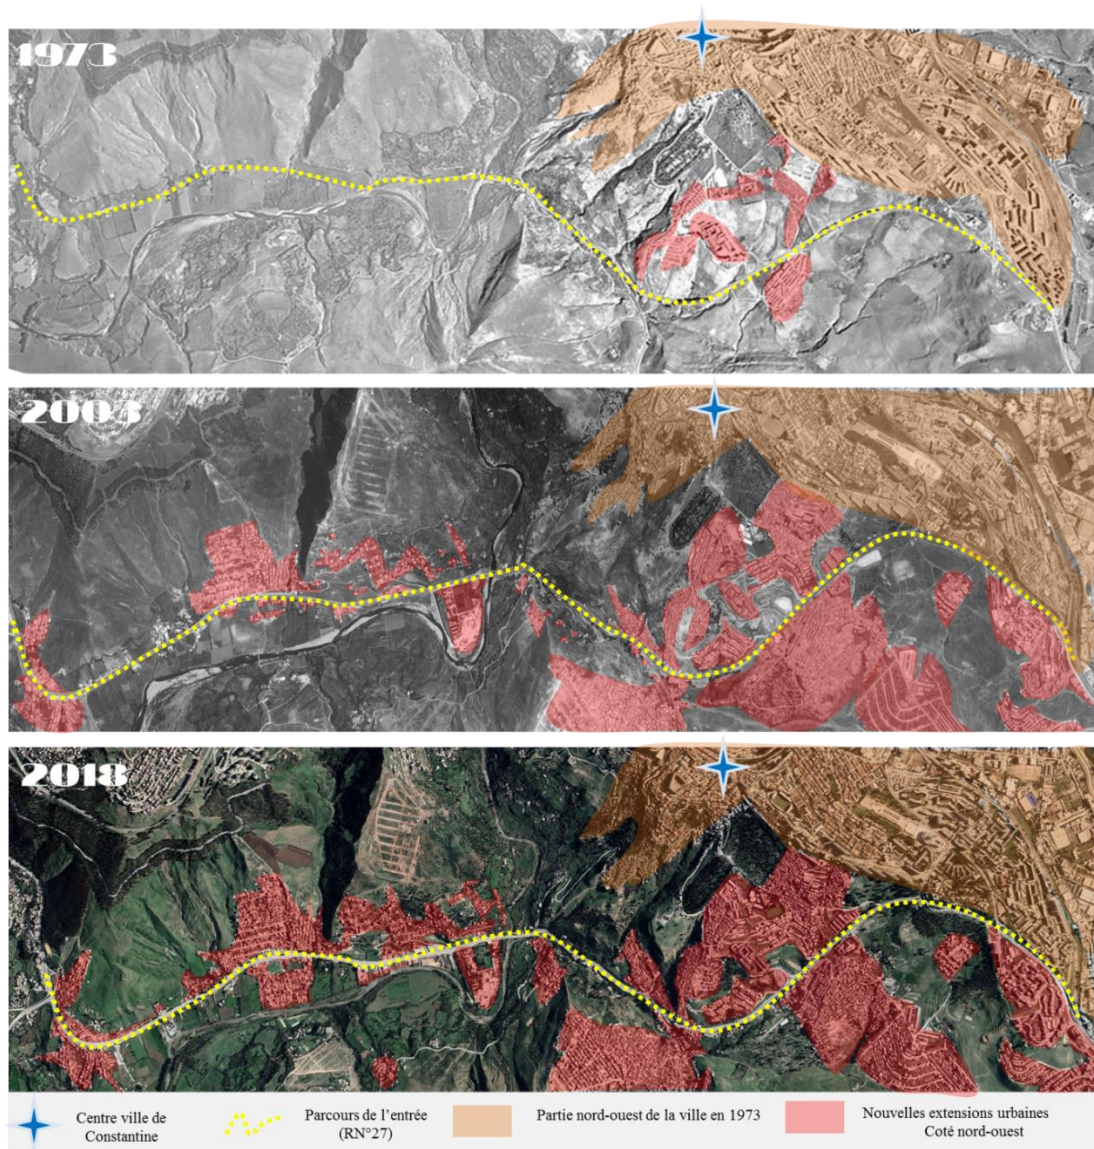 1973
2003
2018
Centre ville de
Constantine
Parcours de l'entrée
(RN°27)
Partie nord-ouest de la ville en 1973
Nouvelles extensions urbaines
Coté nord-ouest